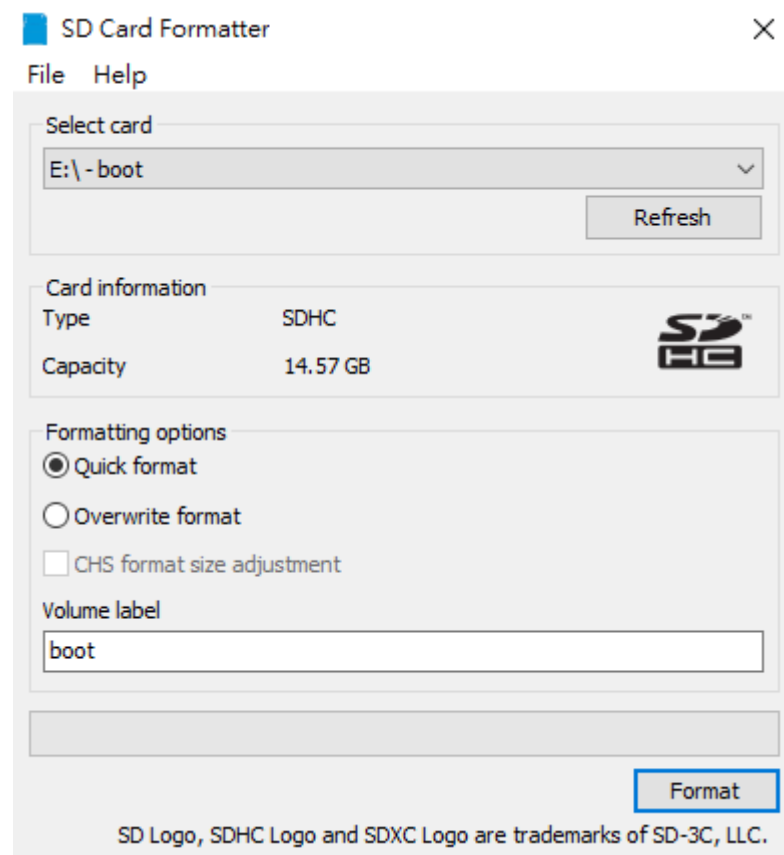 SD Card Formatter
File Help
Select card
E:\ - boot
Refresh
Card information
Type SDHC
Capacity 14.57 GB
SD™
HC
Formatting options
Quick format
Overwrite format
CHS format size adjustment
Volume label
boot
Format
SD Logo, SDHC Logo and SDXC Logo are trademarks of SD-3C, LLC.